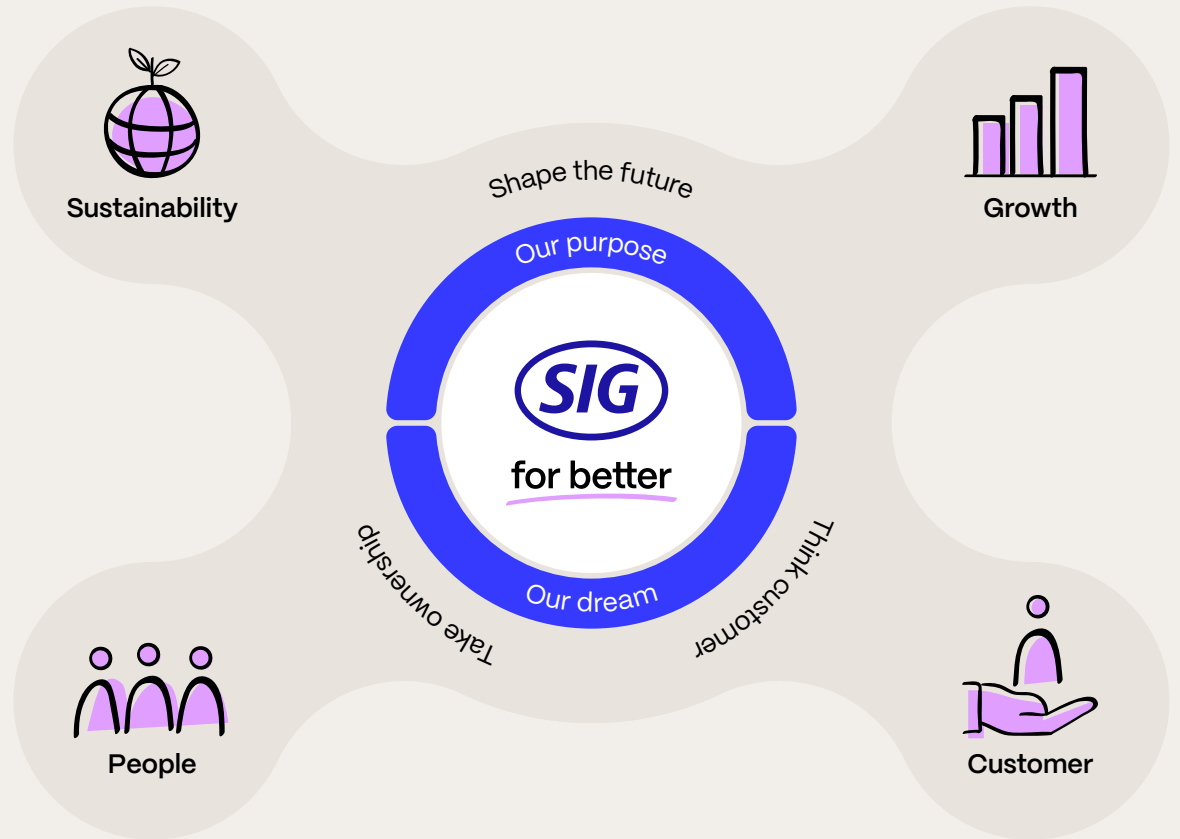 Sustainability
Growth
Shape the future
Our purpose
SIG
for better
Our dream
Take ownership
Think customer
People
Customer